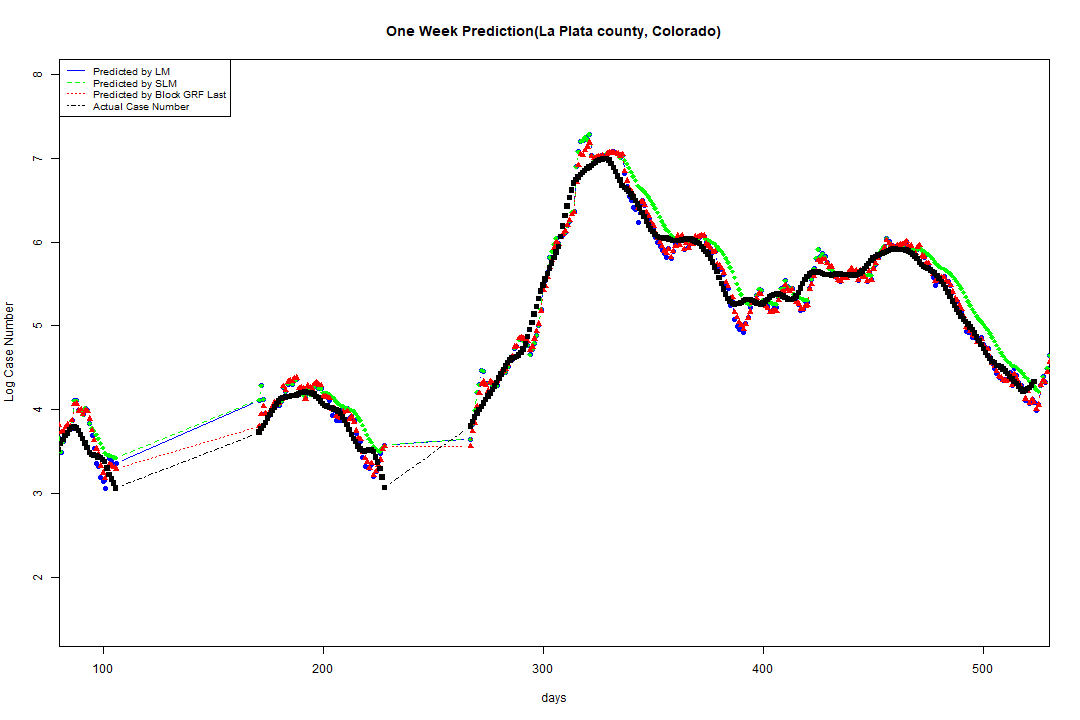 One Week Prediction(La Plata county, Colorado)
Predicted by LM
Predicted by SLM
Predicted by Block GRF Last
Actual Case Number
8
7
6
5
4
3
2
Log Case Number
100 200 300 400 500
days